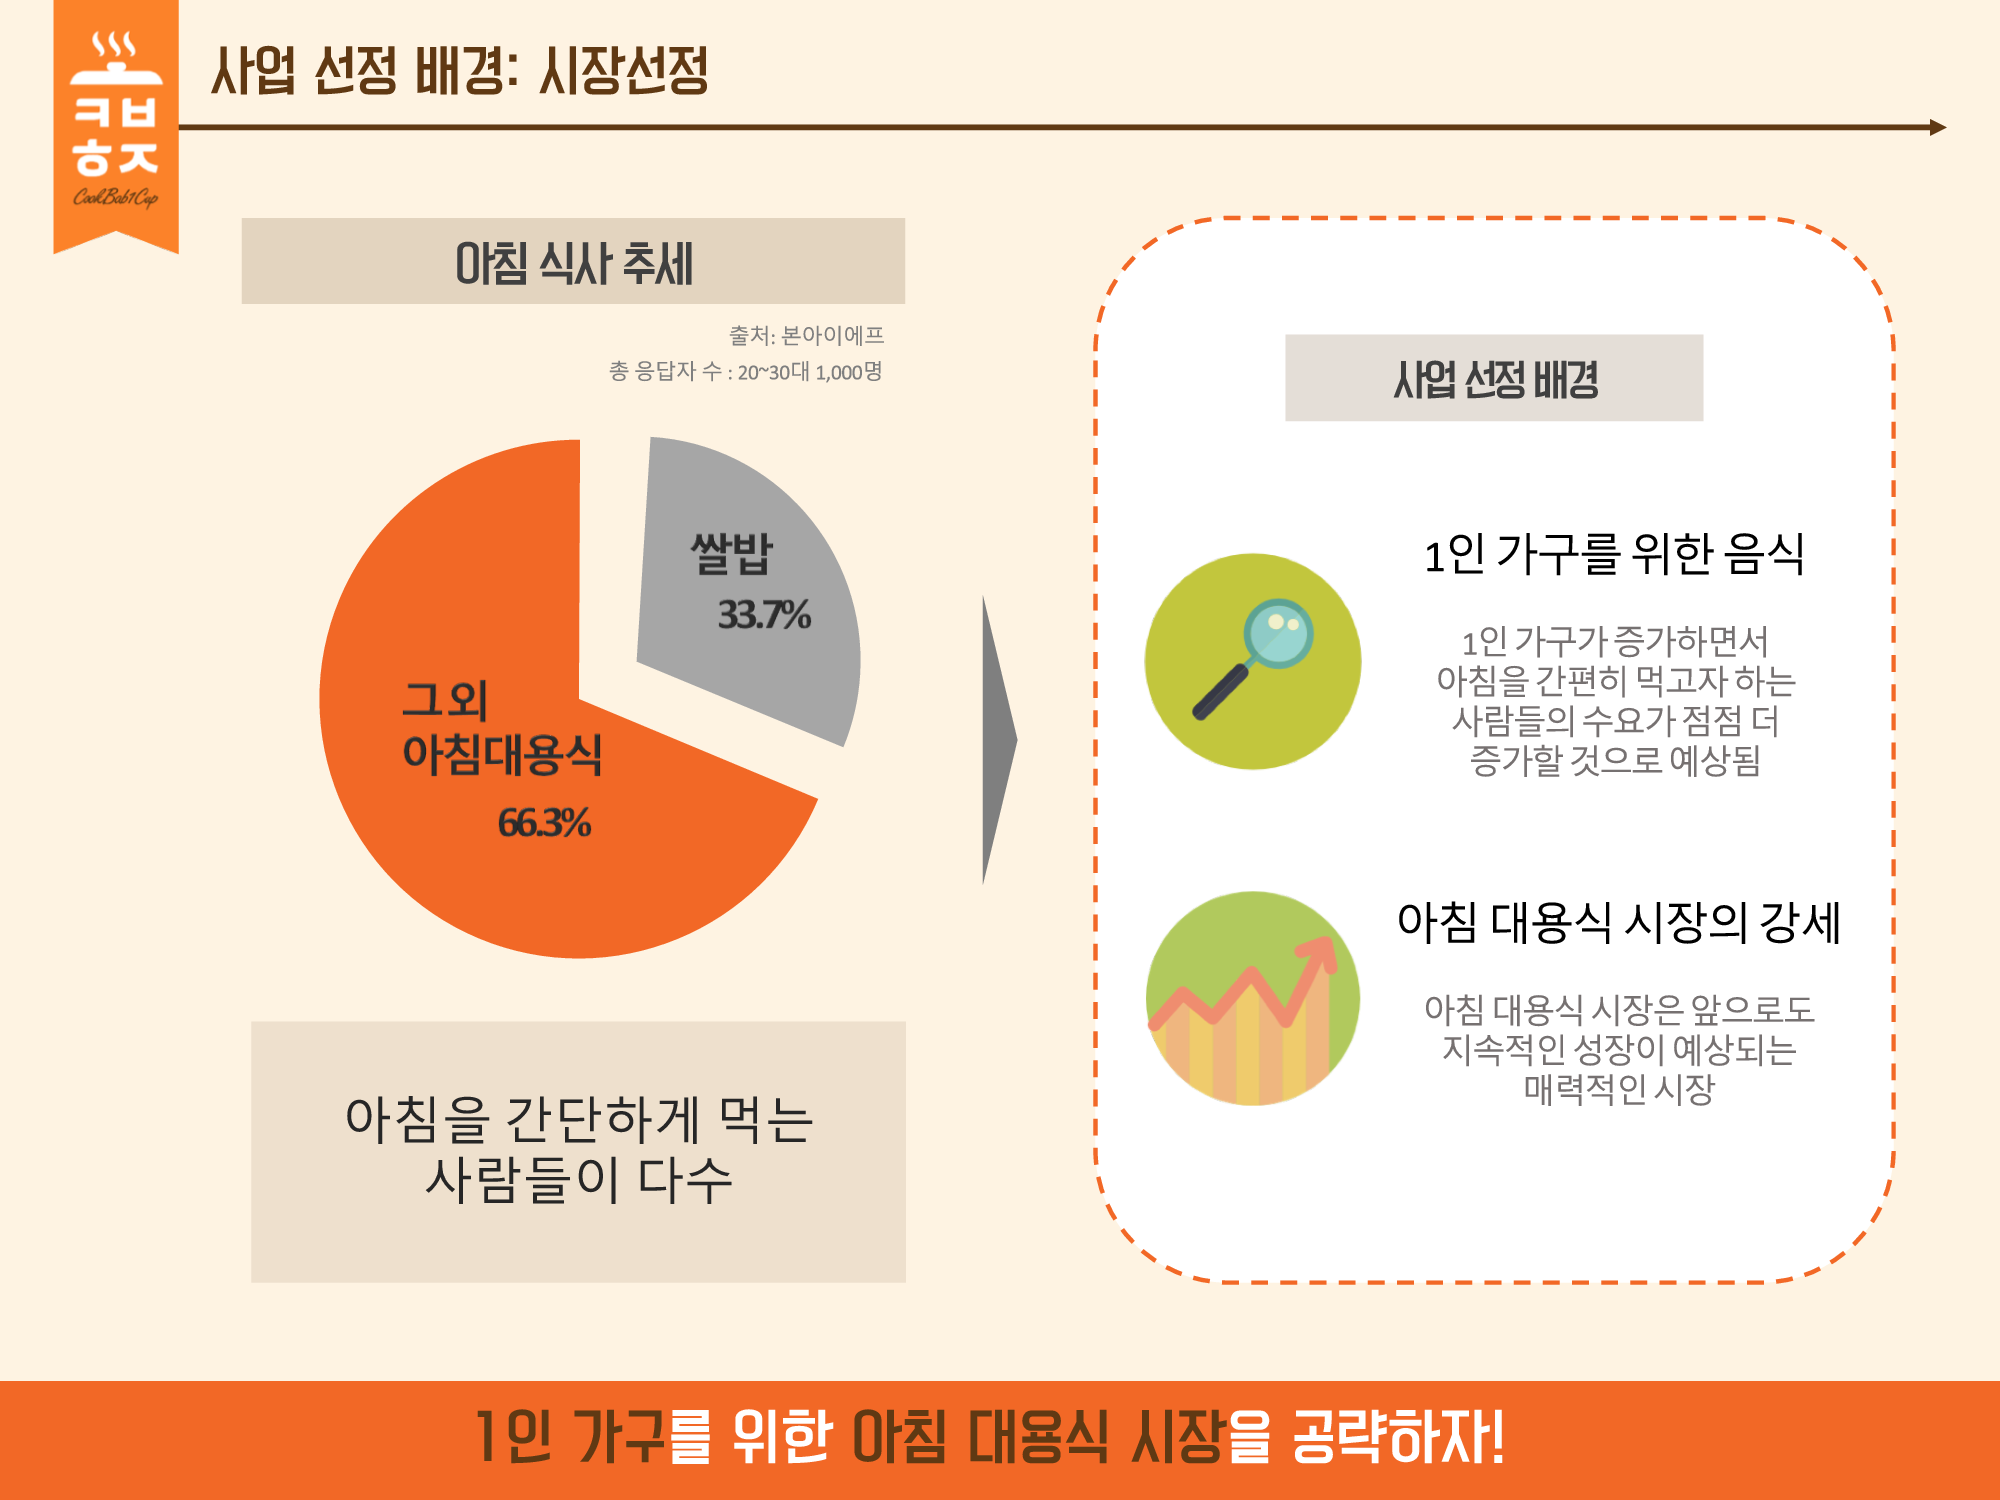 사업 선정 배경: 시장선정
ㅋㅂ
ㅎㅈ
CookBab1Cup
아침 식사 추세
출처: 본아이에프
총 응답자 수 : 20~30대 1,000명
쌀밥
33.7%
그외
아침대용식
66.3%
아침을 간단하게 먹는
사람들이 다수
사업 선정 배경
1인 가구를 위한 음식
1인 가구가 증가하면서
아침을 간편히 먹고자 하는
사람들의 수요가 점점 더
증가할 것으로 예상됨
아침 대용식 시장의 강세
아침 대용식 시장은 앞으로도
지속적인 성장이 예상되는
매력적인 시장
1인 가구를 위한 아침 대용식 시장을 공략하자!